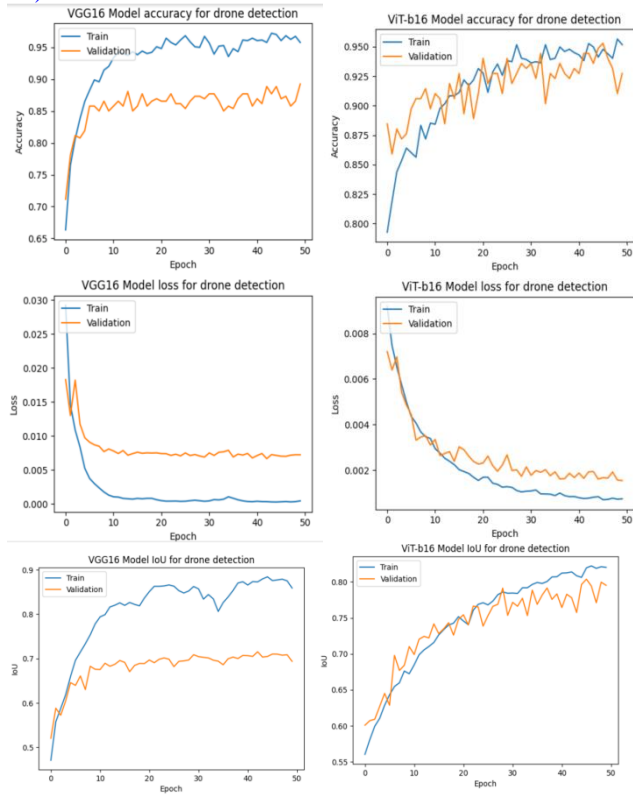 VGG16 Model accuracy for drone detection
Train
Validation
0.95
0.90
0.85
0.80
0.75
0.70
0.65
Accuracy
0 10 20 30 40 50
Epoch
ViT-b16 Model accuracy for drone detection
Train
Validation
0.950
0.925
0.900
0.875
0.850
0.825
0.800
Accuracy
0 10 20 30 40 50
Epoch
VGG16 Model loss for drone detection
Train
Validation
0.030
0.025
0.020
0.015
0.010
0.005
0.000
Loss
0 10 20 30 40 50
Epoch
ViT-b16 Model loss for drone detection
Train
Validation
0.008
0.006
0.004
0.002
Loss
0 10 20 30 40 50
Epoch
VGG16 Model IoU for drone detection
Train
Validation
0.9
0.8
0.7
0.6
0.5
IoU
0 10 20 30 40 50
Epoch
ViT-b16 Model IoU for drone detection
Train
Validation
0.80
0.75
0.70
0.65
0.60
0.55
IoU
0 10 20 30 40 50
Epoch